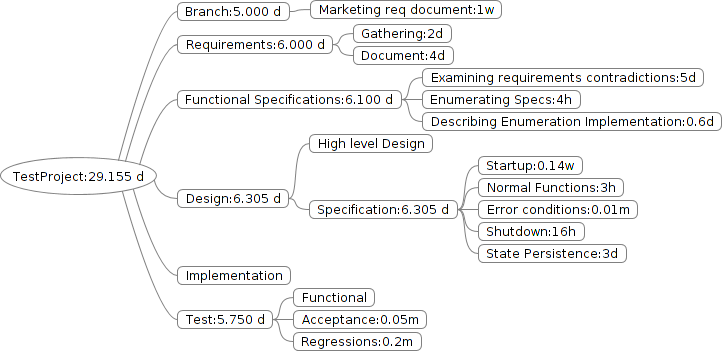 Branch:5.000 d
Marketing req document:1w
Requirements:6.000 d
Gathering:2d
Document:4d
Functional Specifications:6.100 d
Examining requirements contradictions:5d
Enumerating Specs:4h
Describing Enumeration Implementation:0.6d
TestProject:29.155 d
Design:6.305 d
High level Design
Specification:6.305 d
Startup:0.14w
Normal Functions:3h
Error conditions:0.01m
Shutdown:16h
State Persistence:3d
Implementation
Test:5.750 d
Functional
Acceptance:0.05m
Regressions:0.2m